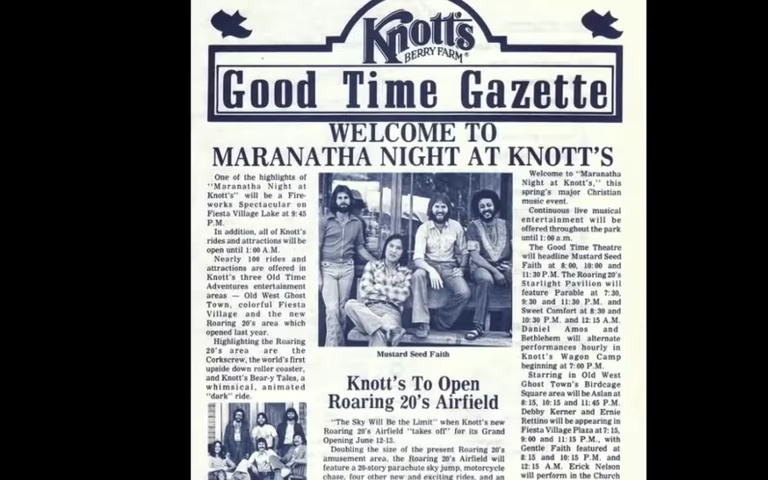 Knott's
BERRY FARM®
Good Time Gazette
WELCOME TO
MARANATHA NIGHT AT KNOTT'S
One of the highlights of
"Maranatha Night at
Knott's" will be a Fire-
works Spectacular on
Fiesta Village Lake at 9:45
P.M.
In addition, all of Knott's
rides and attractions will be
open until 1:00 A.M.
Nearly 100 rides and
attractions are offered in
Knott's three Old Time
Adventures entertainment
areas — Old West Ghost
Town, colorful Fiesta
Village and the new
Roaring 20's area which
opened last year.
Highlighting the Roaring
20's area are the
Corkscrew, the world's first
upside down roller coaster,
and Knott's Bear-y Tales, a
whimsical, animated
"dark" ride.
Mustard Seed Faith
Knott's To Open
Roaring 20's Airfield
"The Sky Will Be the Limit" when Knott's new
Roaring 20's Airfield "takes off" for its Grand
Opening June 12-13.
Doubling the size of the present Roaring 20's
amusement area, the Roaring 20's Airfield will
feature a 20-story parachute sky jump, motorcycle
chase, four other new and exciting rides, and an
Welcome to "Maranatha
Night at Knott's," this
spring's major Christian
music event.
Continuous live musical
entertainment will be
offered throughout the park
until 1:00 a.m.
The Good Time Theatre
will headline Mustard Seed
Faith at 8:00, 10:00 and
11:30 P.M. The Roaring 20's
Starlight Pavilion will
feature Parable at 7:30,
9:30 and 11:30 P.M. and
Sweet Comfort at 8:30 and
10:30 P.M. and 12:15 A.M.
Daniel Amos and
Bethlehem will alternate
performances hourly in
Knott's Wagon Camp
beginning at 7:00 P.M.
Starring in Old West
Ghost Town's Birdcage
Square area will be Aslan at
8:15, 10:15 and 11:45 P.M.
Debby Kerner and Ernie
Rettino will be appearing in
Fiesta Village Plaza at 7:15,
9:00 and 11:15 P.M., with
Gentle Faith featured at
8:15 and 10:15 P.M. and
12:15 A.M. Erick Nelson
will perform in the Church